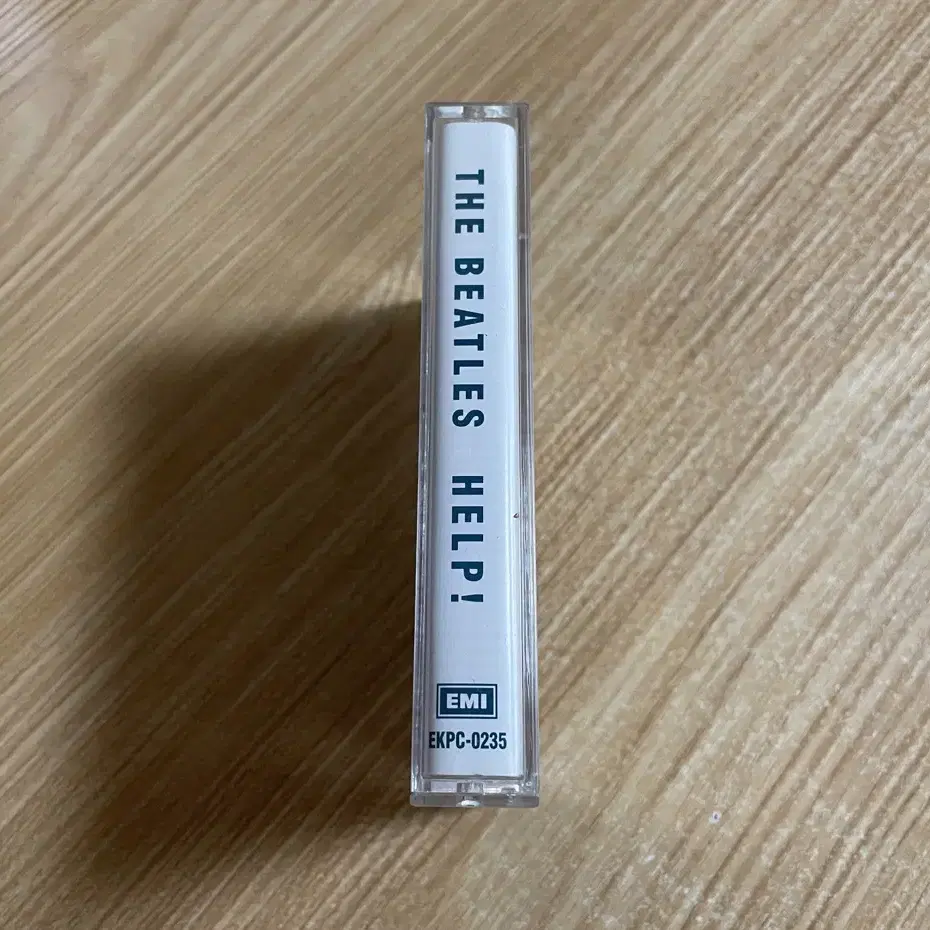 THE BEATLES HELP!
EMI
EKPC-0235